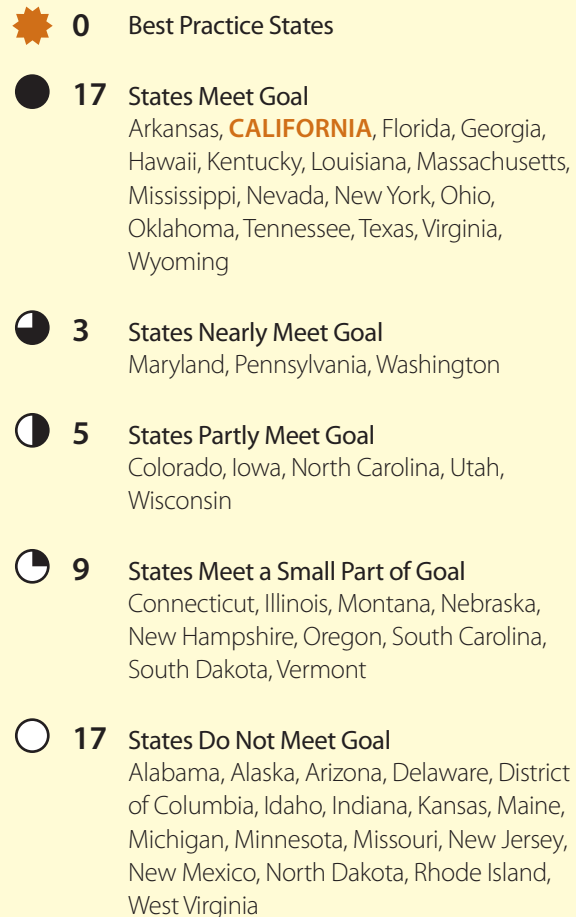 0 Best Practice States
17 States Meet Goal
Arkansas, CALIFORNIA, Florida, Georgia,
Hawaii, Kentucky, Louisiana, Massachusetts,
Mississippi, Nevada, New York, Ohio,
Oklahoma, Tennessee, Texas, Virginia,
Wyoming
3 States Nearly Meet Goal
Maryland, Pennsylvania, Washington
5 States Partly Meet Goal
Colorado, Iowa, North Carolina, Utah,
Wisconsin
9 States Meet a Small Part of Goal
Connecticut, Illinois, Montana, Nebraska,
New Hampshire, Oregon, South Carolina,
South Dakota, Vermont
17 States Do Not Meet Goal
Alabama, Alaska, Arizona, Delaware, District
of Columbia, Idaho, Indiana, Kansas, Maine,
Michigan, Minnesota, Missouri, New Jersey,
New Mexico, North Dakota, Rhode Island,
West Virginia